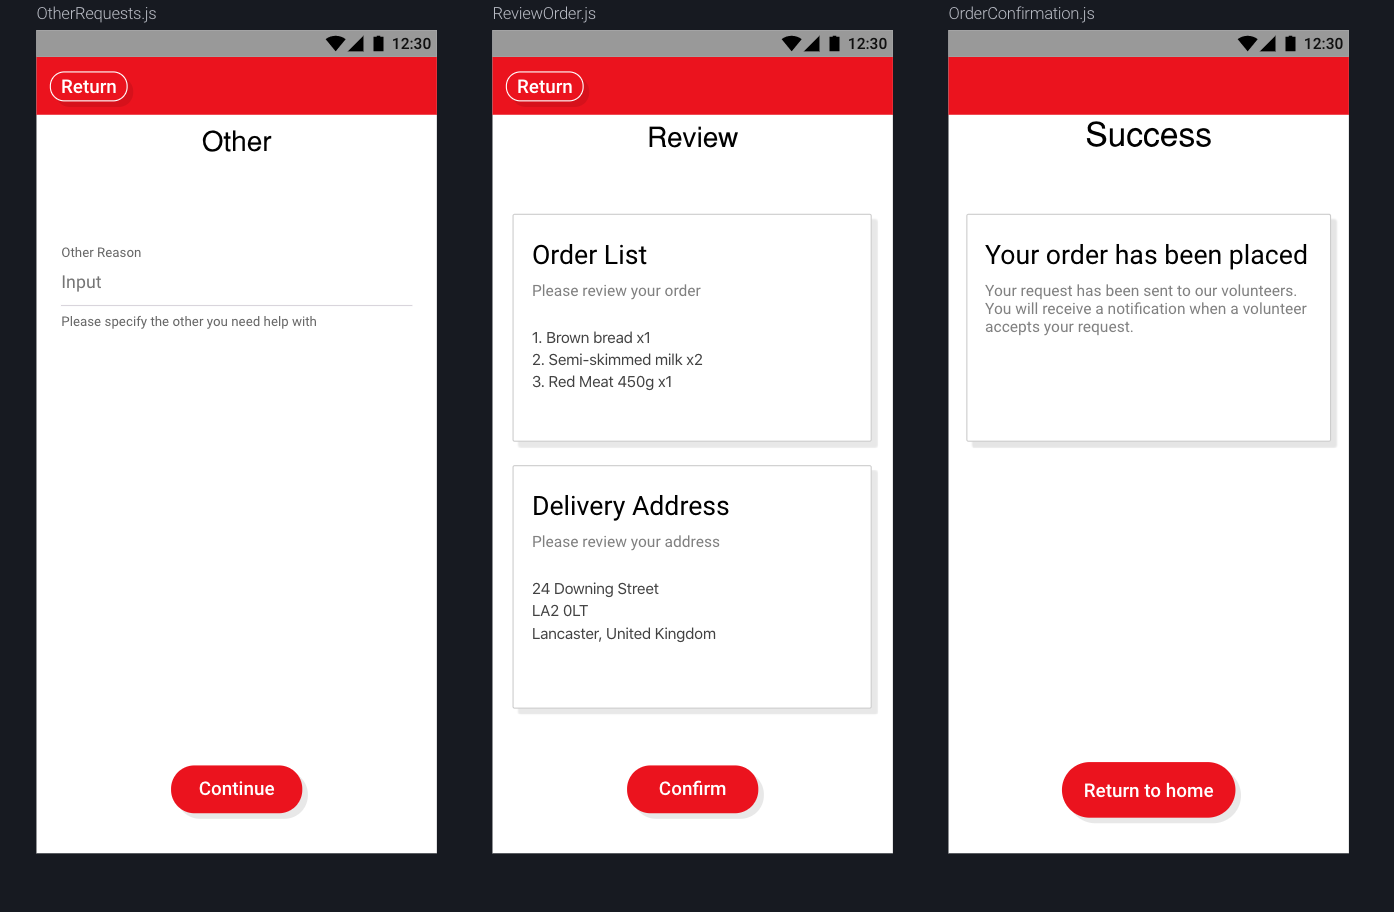 OtherRequests.js
12:30
Return
Other
Other Reason
Input
Please specify the other you need help with
Continue
ReviewOrder.js
12:30
Return
Review
Order List
Please review your order
1. Brown bread x1
2. Semi-skimmed milk x2
3. Red Meat 450g x1
Delivery Address
Please review your address
24 Downing Street
LA2 0LT
Lancaster, United Kingdom
Confirm
OrderConfirmation.js
12:30
Success
Your order has been placed
Your request has been sent to our volunteers.
You will receive a notification when a volunteer
accepts your request.
Return to home